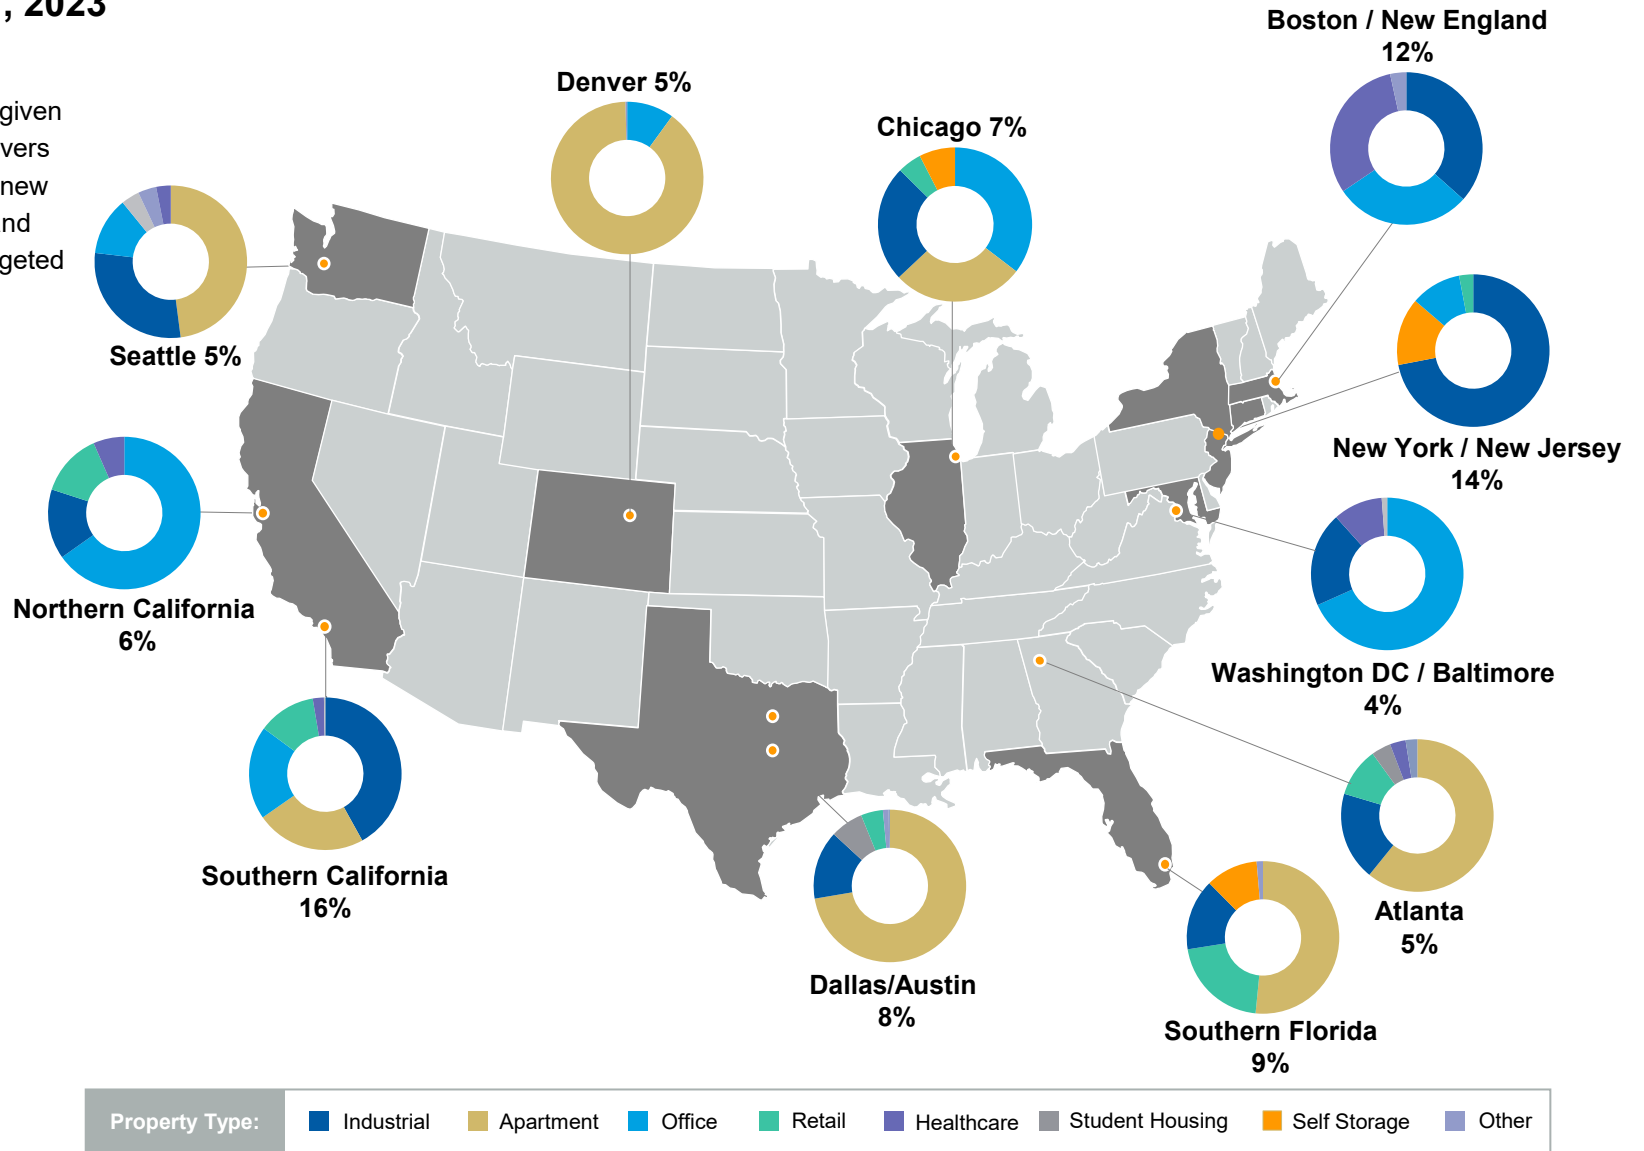 , 2023
given
vers
new
nd
geted
Boston / New England
12%
Denver 5%
Chicago 7%
Seattle 5%
New York / New Jersey
14%
Northern California
6%
Washington DC / Baltimore
4%
Southern California
16%
Atlanta
5%
Dallas/Austin
8%
Southern Florida
9%
Property Type: Industrial Apartment Office Retail Healthcare Student Housing Self Storage Other